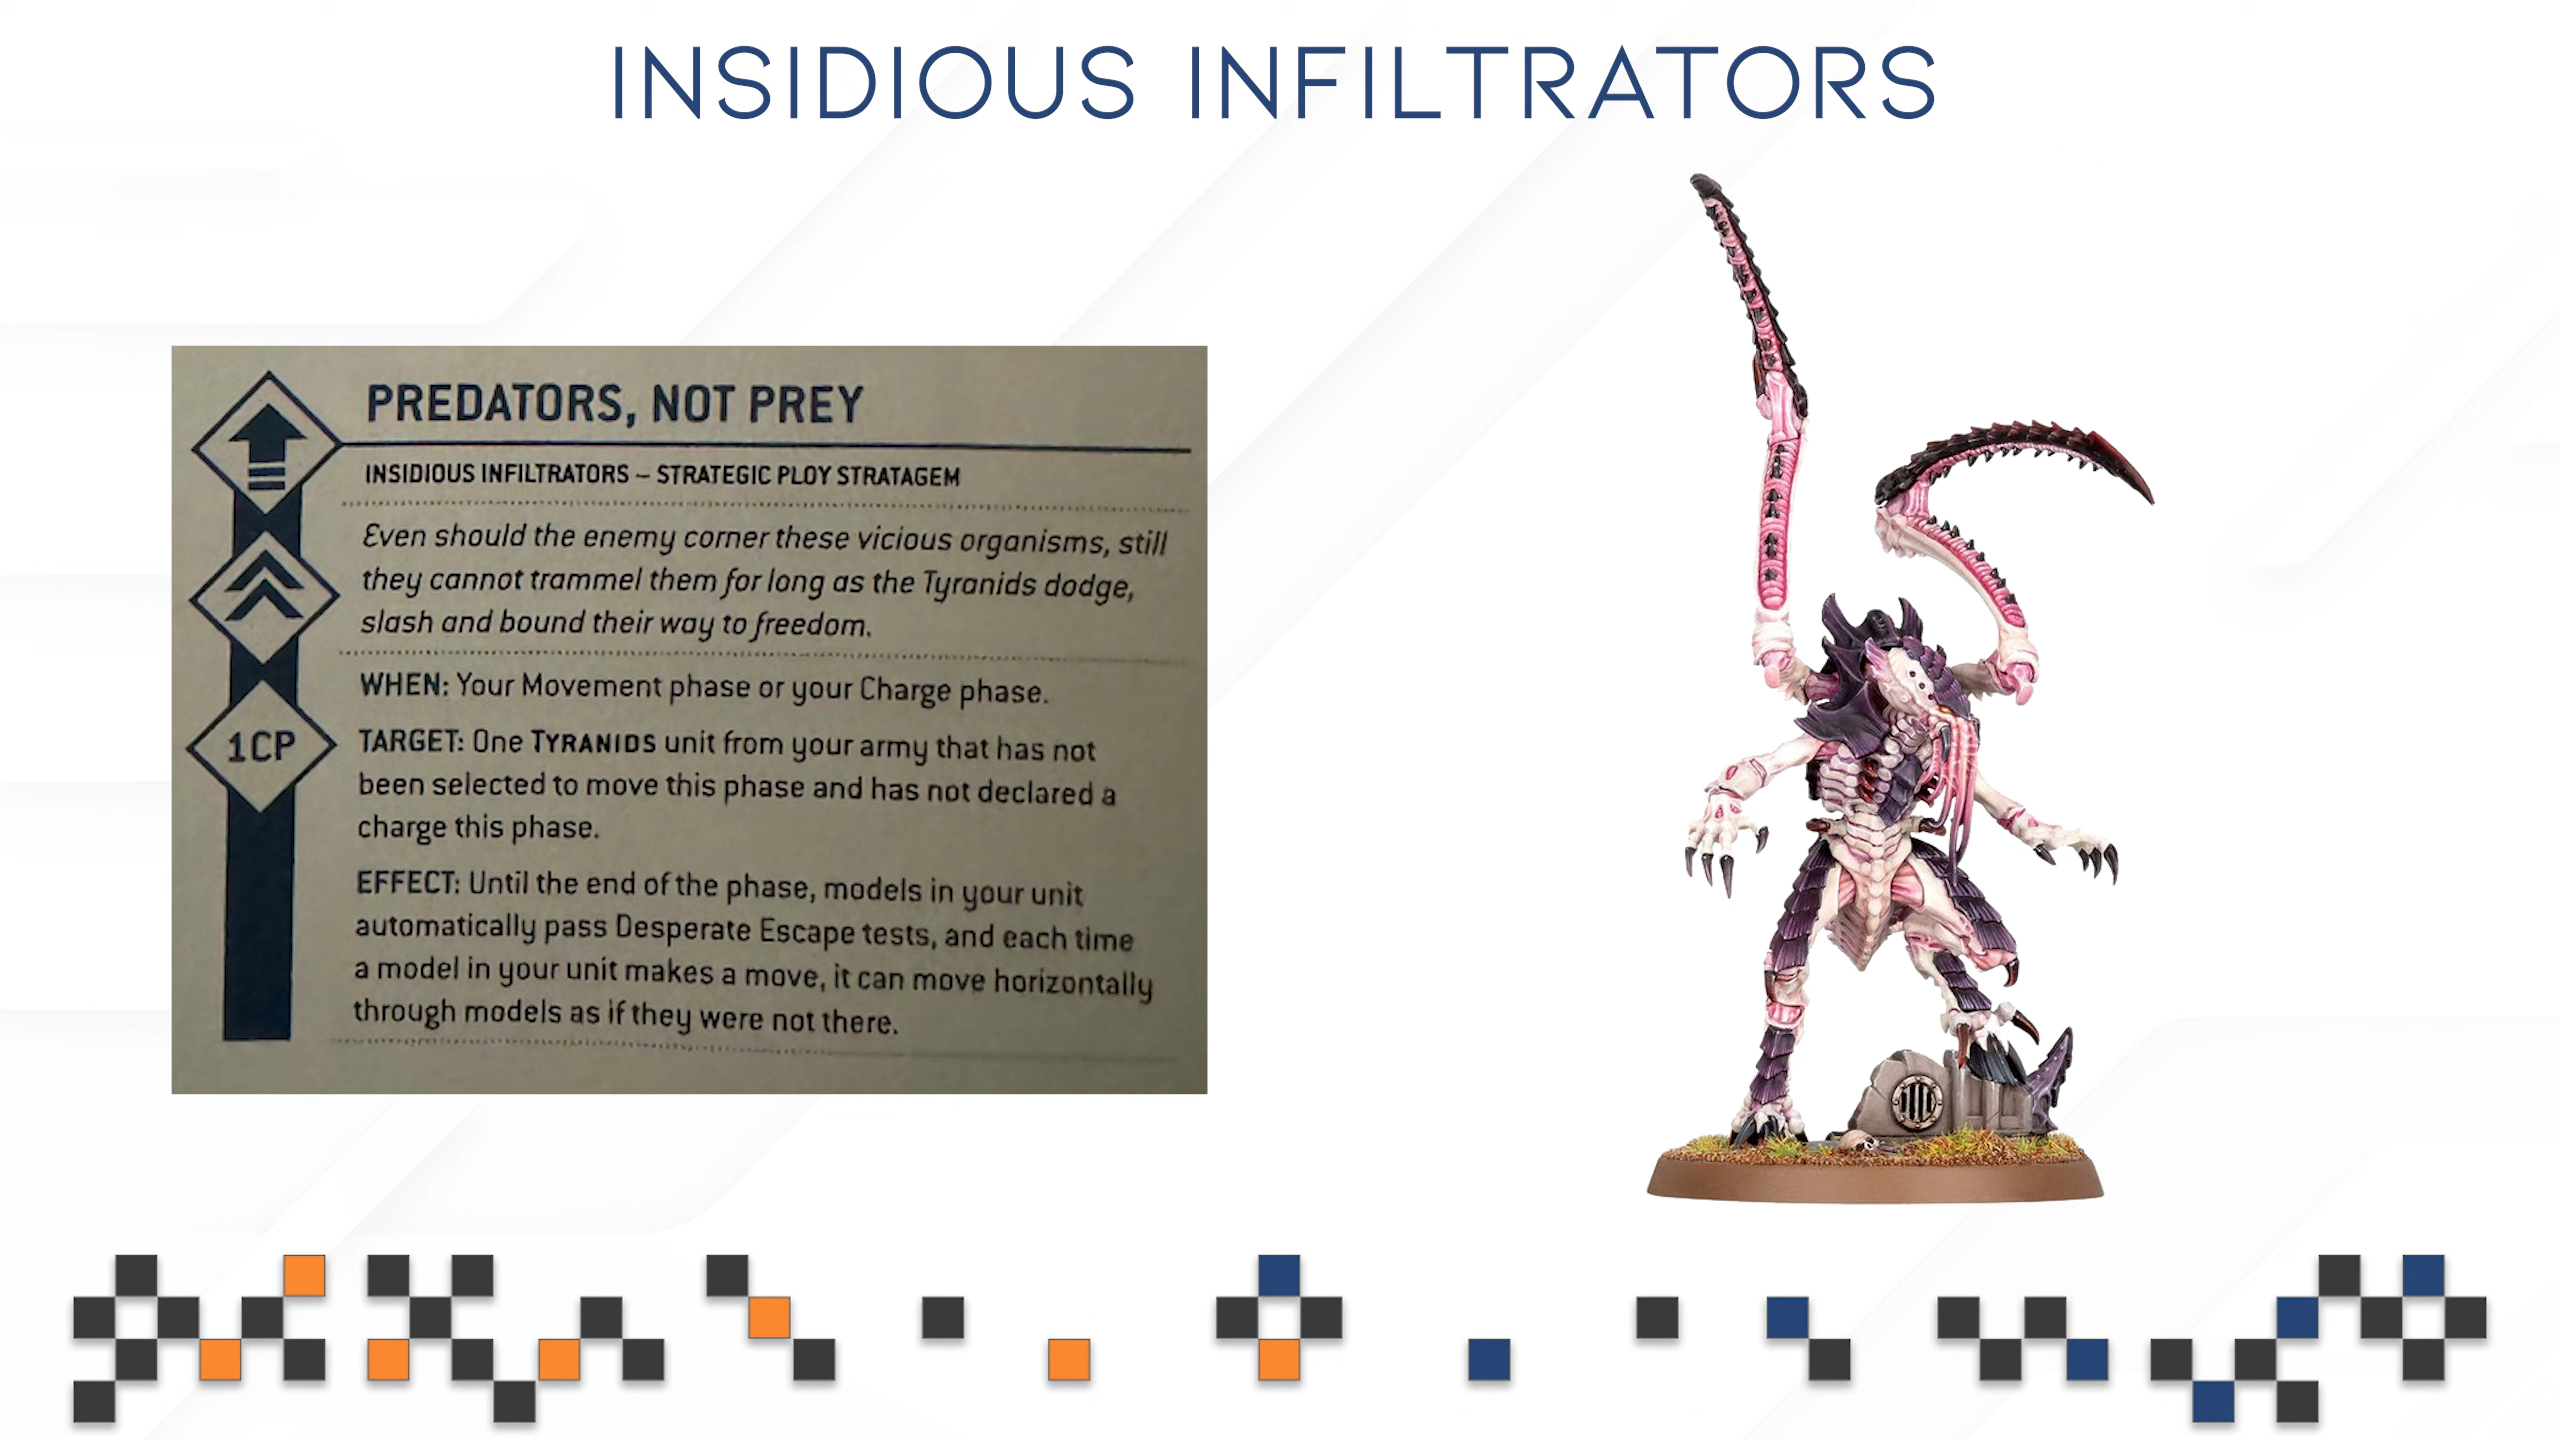 INSIDIOUS INFILTRATORS
PREDATORS, NOT PREY
INSIDIOUS INFILTRATORS – STRATEGIC PLOY STRATAGEM
Even should the enemy corner these vicious organisms, still
they cannot trammel them for long as the Tyranids dodge,
slash and bound their way to freedom.
WHEN: Your Movement phase or your Charge phase.
1CP
TARGET: One TYRANIDS unit from your army that has not
been selected to move this phase and has not declared a
charge this phase.
EFFECT: Until the end of the phase, models in your unit
automatically pass Desperate Escape tests, and each time
a model in your unit makes a move, it can move horizontally
through models as if they were not there.